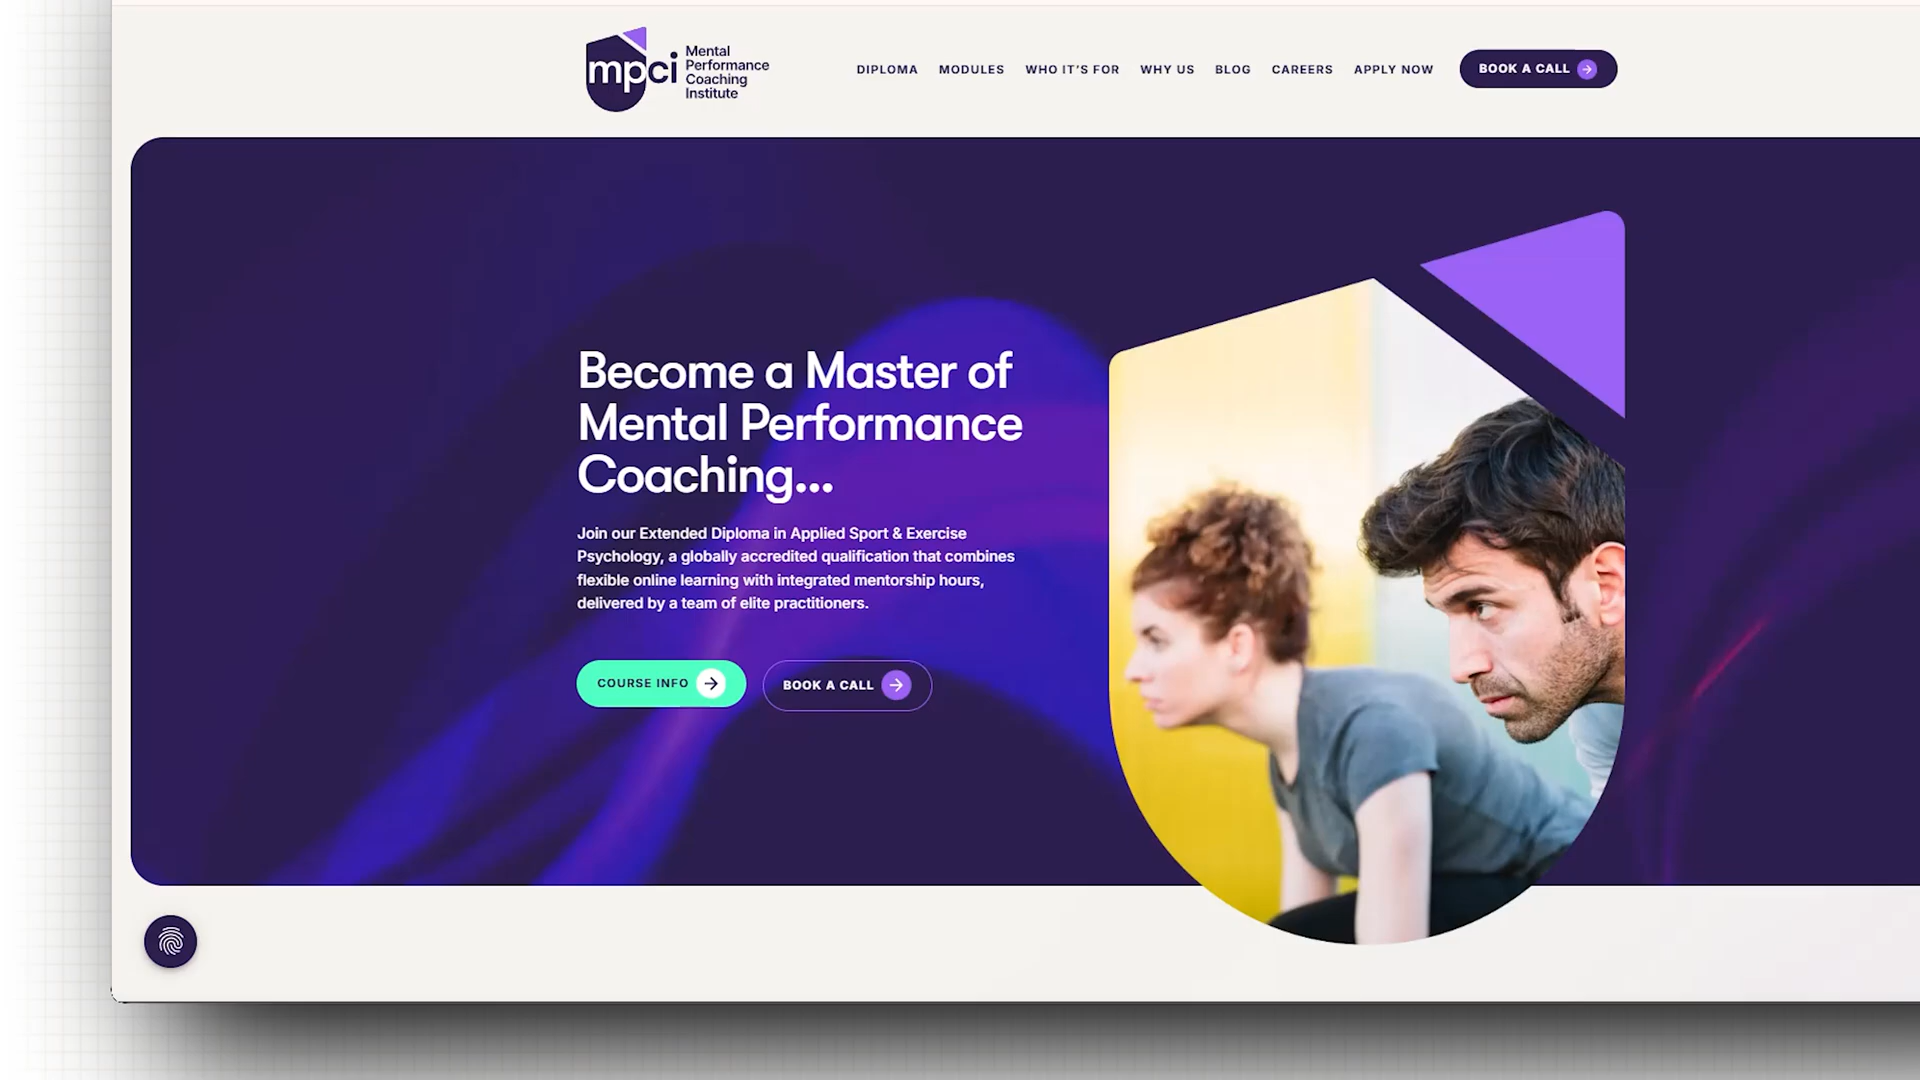 mpci
Mental
Performance
Coaching
Institute
DIPLOMA MODULES WHO IT'S FOR WHY US BLOG CAREERS APPLY NOW BOOK A CALL
Become a Master of
Mental Performance
Coaching...
Join our Extended Diploma in Applied Sport & Exercise
Psychology, a globally accredited qualification that combines
flexible online learning with integrated mentorship hours,
delivered by a team of elite practitioners.
COURSE INFO BOOK A CALL